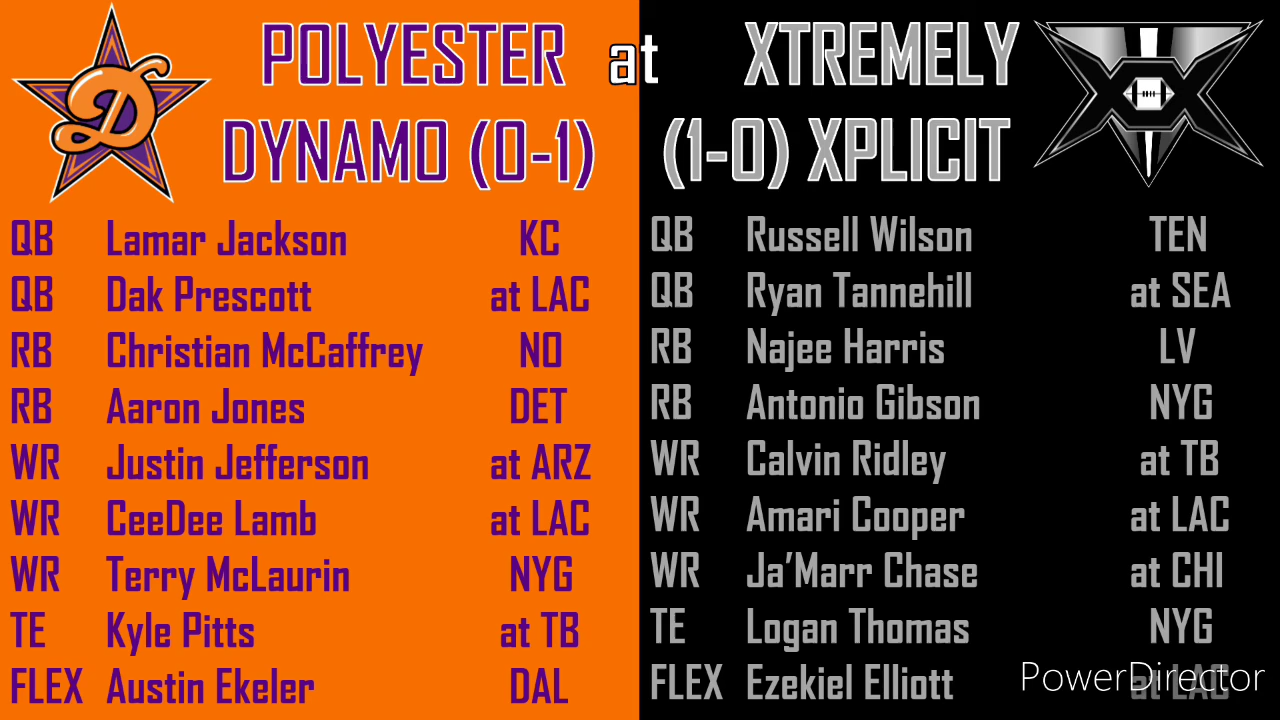 POLYESTER at XTREMELY
DYNAMO (0-1) (1-0) XPLICIT
D
QB Lamar Jackson KC QB Russell Wilson TEN
QB Dak Prescott at LAC QB Ryan Tannehill at SEA
RB Christian McCaffrey NO RB Najee Harris LV
RB Aaron Jones DET RB Antonio Gibson NYG
WR Justin Jefferson at ARZ WR Calvin Ridley at TB
WR CeeDee Lamb at LAC WR Amari Cooper at LAC
WR Terry McLaurin NYG WR Ja'Marr Chase at CHI
TE Kyle Pitts at TB TE Logan Thomas NYG
FLEX Austin Ekeler DAL FLEX Ezekiel Elliott at LAC
PowerDirector